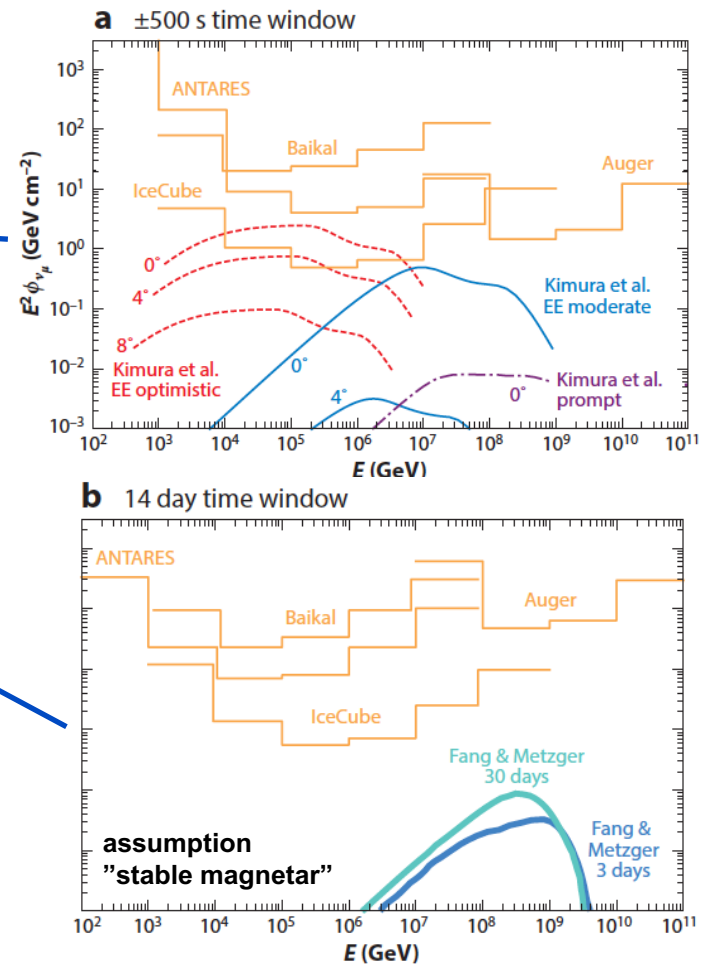 a ±500 s time window
E²ϕνμ (GeV cm⁻²)
10³
10²
10¹
10⁰
10⁻¹
10⁻²
10⁻³
ANTARES
Baikal
Auger
IceCube
0°
4°
8°
Kimura et al.
EE optimistic
Kimura et al.
EE moderate
0°
4°
0°
Kimura et al.
prompt
10² 10³ 10⁴ 10⁵ 10⁶ 10⁷ 10⁸ 10⁹ 10¹⁰ 10¹¹
E (GeV)
b 14 day time window
ANTARES
Baikal
Auger
IceCube
Fang & Metzger
30 days
Fang &
Metzger
3 days
assumption
”stable magnetar”
10² 10³ 10⁴ 10⁵ 10⁶ 10⁷ 10⁸ 10⁹ 10¹⁰ 10¹¹
E (GeV)